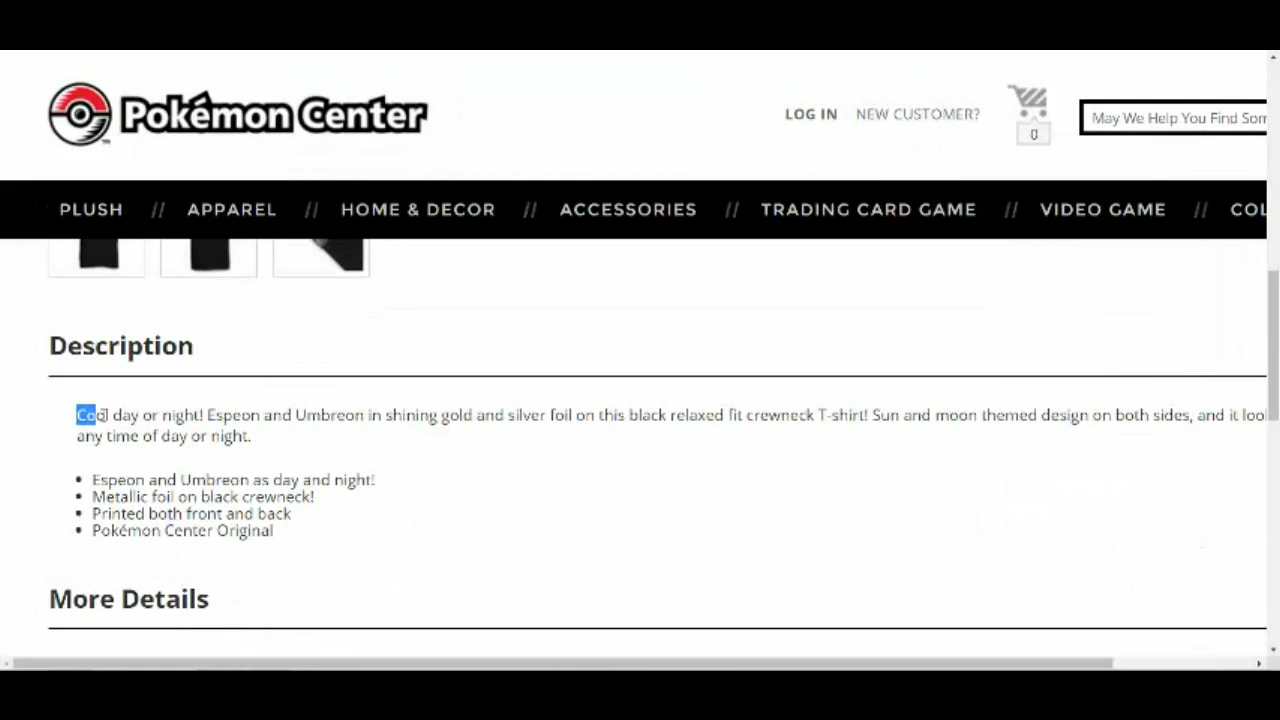 Pokémon Center
LOG IN NEW CUSTOMER?
0
May We Help You Find Som
PLUSH // APPAREL // HOME & DECOR // ACCESSORIES // TRADING CARD GAME // VIDEO GAME // COL
Description
Cool day or night! Espeon and Umbreon in shining gold and silver foil on this black relaxed fit crewneck T-shirt! Sun and moon themed design on both sides, and it look
any time of day or night.
• Espeon and Umbreon as day and night!
• Metallic foil on black crewneck!
• Printed both front and back
• Pokémon Center Original
More Details